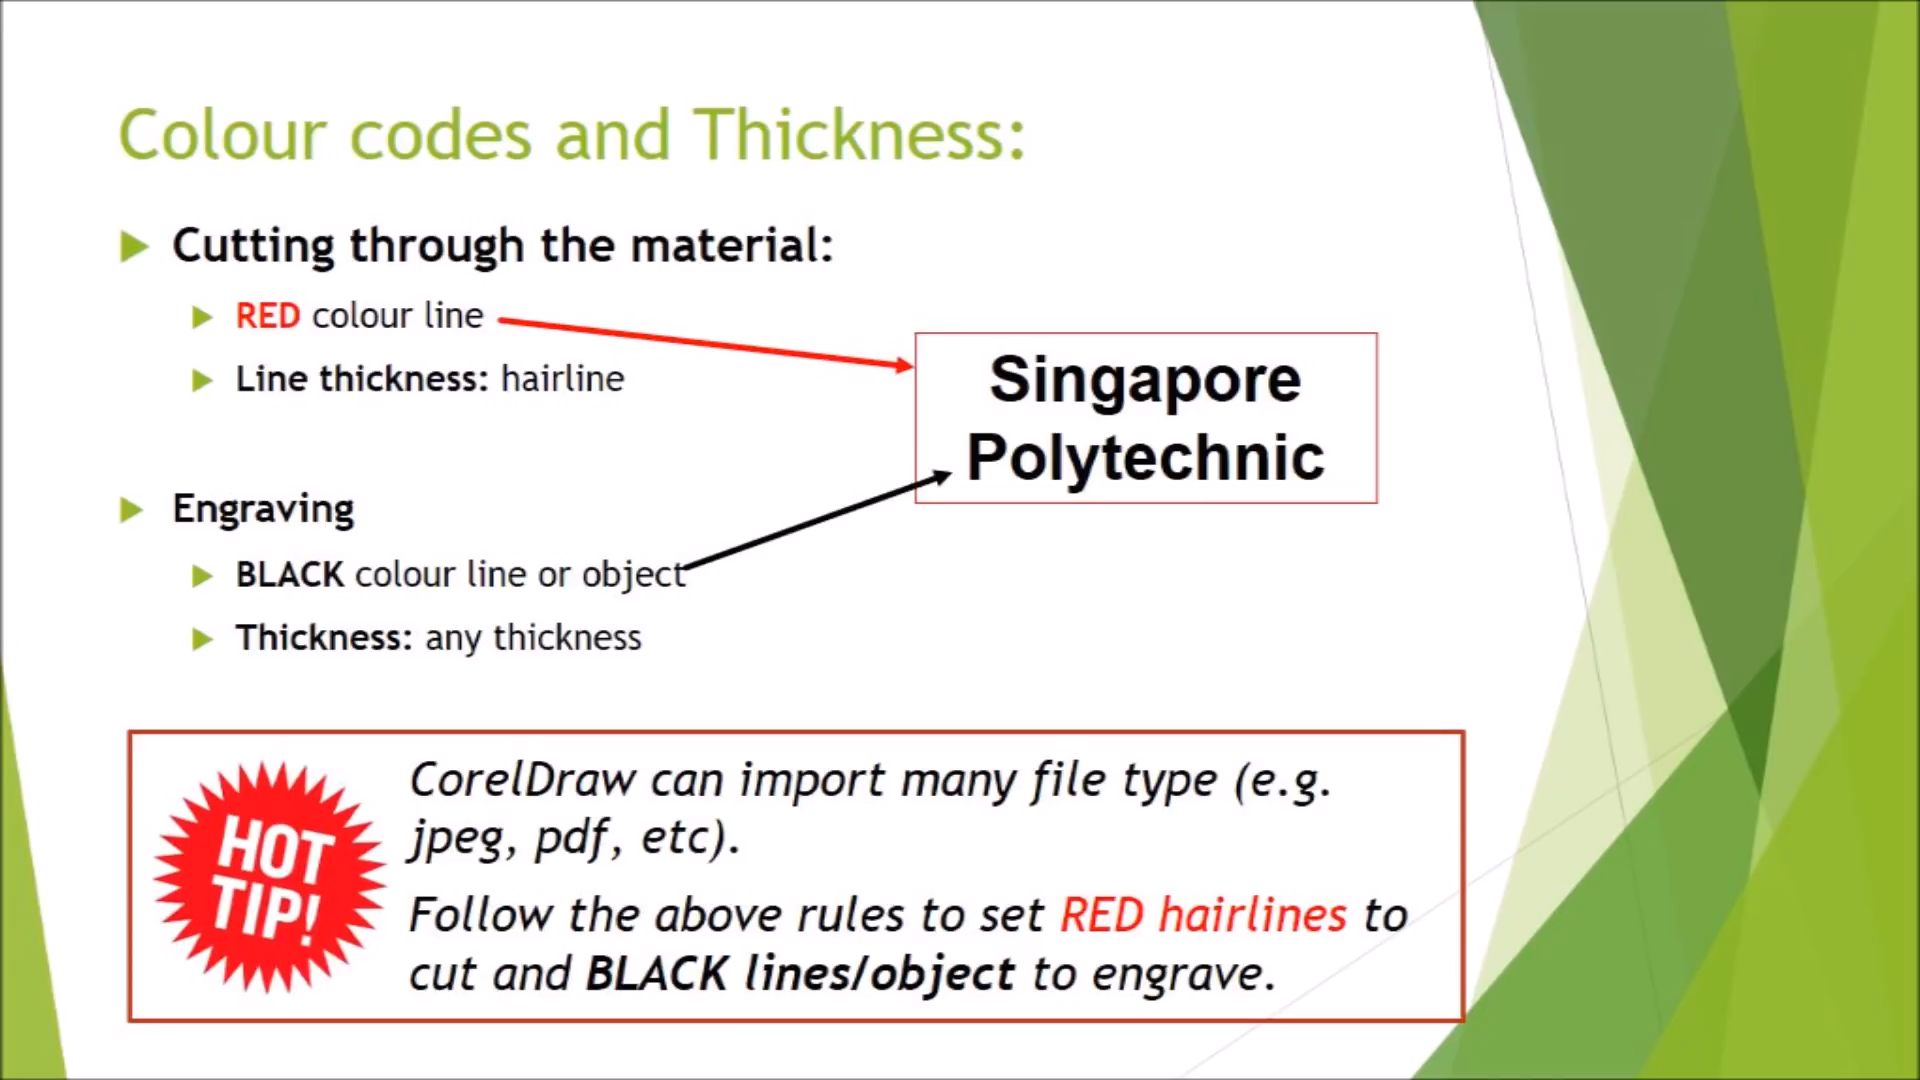 Colour codes and Thickness:
Cutting through the material:
RED colour line
Line thickness: hairline
Singapore
Polytechnic
Engraving
BLACK colour line or object
Thickness: any thickness
HOT
TIP!
CorelDraw can import many file type (e.g.
jpeg, pdf, etc).
Follow the above rules to set RED hairlines to
cut and BLACK lines/object to engrave.